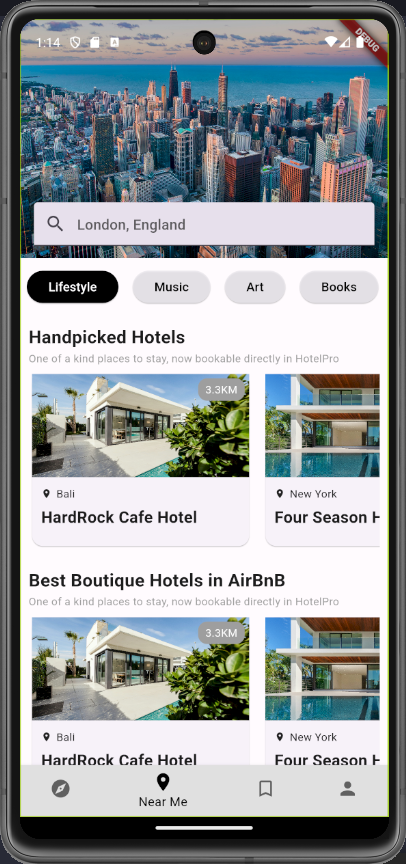 1:14
DEBUG
London, England
Lifestyle
Music
Art
Books
Handpicked Hotels
One of a kind places to stay, now bookable directly in HotelPro
3.3KM
Bali
New York
HardRock Cafe Hotel
Four Season H
Best Boutique Hotels in AirBnB
One of a kind places to stay, now bookable directly in HotelPro
3.3KM
Bali
New York
HardRock Cafe Hotel
Four Season H
Near Me